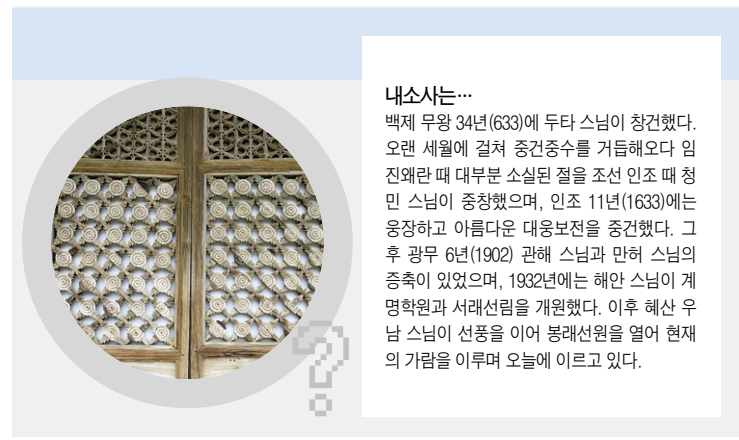 내소사는…
백제 무왕 34년(633)에 두타 스님이 창건했다.
오랜 세월에 걸쳐 중건중수를 거듭해오다 임
진왜란 때 대부분 소실된 절을 조선 인조 때 청
민 스님이 중창했으며, 인조 11년(1633)에는
웅장하고 아름다운 대웅보전을 중건했다. 그
후 광무 6년(1902) 관해 스님과 만허 스님의
증축이 있었으며, 1932년에는 해안 스님이 계
명학원과 서래선림을 개원했다. 이후 혜산 우
남 스님이 선풍을 이어 봉래선원을 열어 현재
의 가람을 이루며 오늘에 이르고 있다.
?